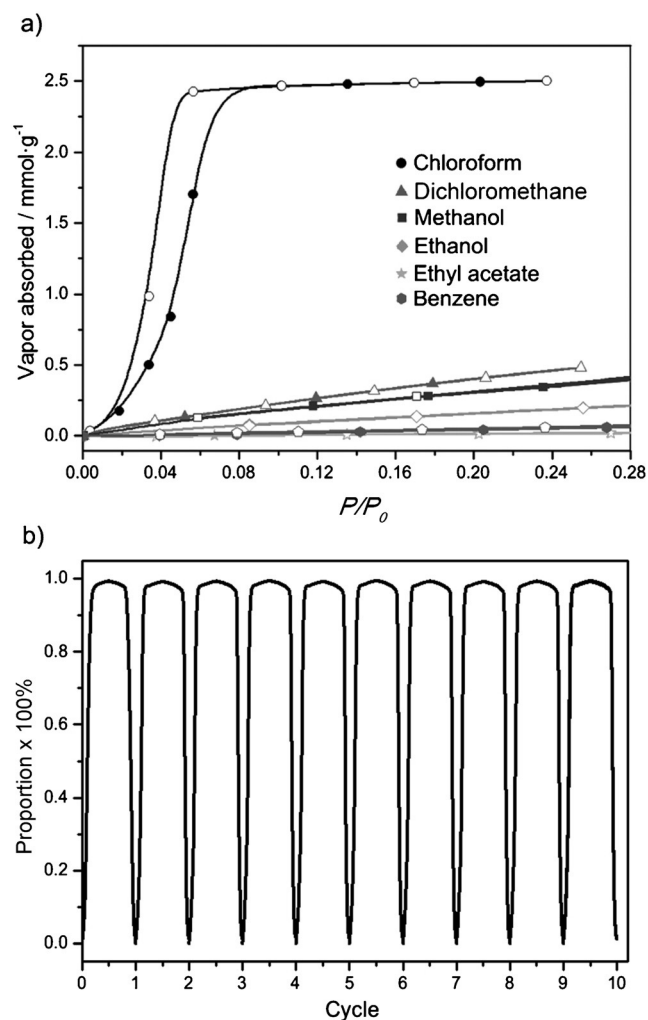 a)
Vapor absorbed / mmol·g⁻¹
2.5
2.0
1.5
1.0
0.5
0.0
Chloroform
Dichloromethane
Methanol
Ethanol
Ethyl acetate
Benzene
0.00 0.04 0.08 0.12 0.16 0.20 0.24 0.28
P/P₀
b)
Proportion x 100%
1.0
0.8
0.6
0.4
0.2
0.0
0 1 2 3 4 5 6 7 8 9 10
Cycle